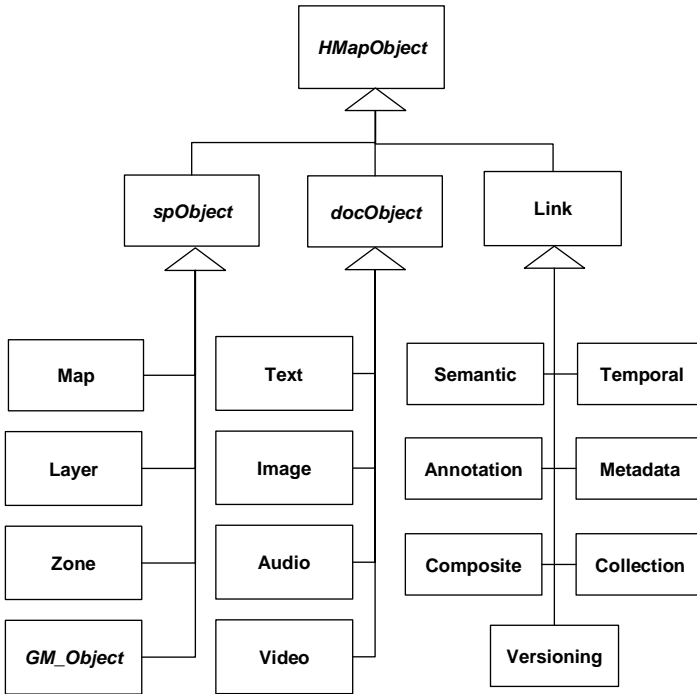 HMapObject
spObject
docObject
Link
Map
Text
Semantic
Temporal
Layer
Image
Annotation
Metadata
Zone
Audio
Composite
Collection
GM_Object
Video
Versioning